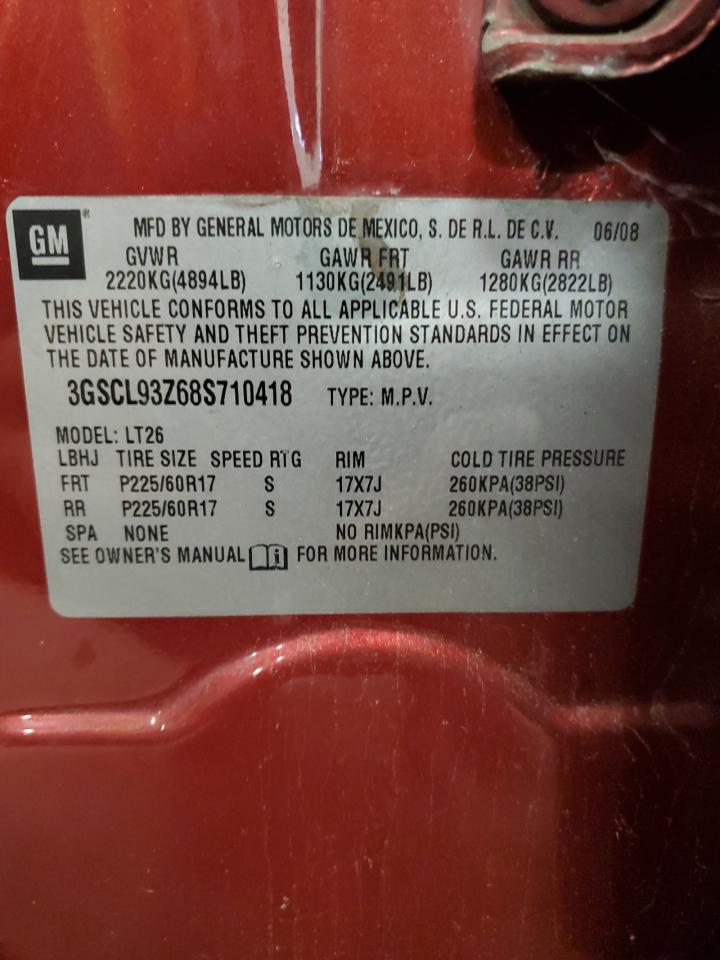 GM® MFD BY GENERAL MOTORS DE MEXICO, S. DE R.L. DE C.V. 06/08
GVWR GAWR FRT GAWR RR
2220KG(4894LB) 1130KG(2491LB) 1280KG(2822LB)
THIS VEHICLE CONFORMS TO ALL APPLICABLE U.S. FEDERAL MOTOR
VEHICLE SAFETY AND THEFT PREVENTION STANDARDS IN EFFECT ON
THE DATE OF MANUFACTURE SHOWN ABOVE.
3GSCL93Z68S710418 TYPE: M.P.V.
MODEL: LT26
LBHJ TIRE SIZE SPEED RTG RIM COLD TIRE PRESSURE
FRT P225/60R17 S 17X7J 260KPA(38PSI)
RR P225/60R17 S 17X7J 260KPA(38PSI)
SPA NONE NO RIMKPA(PSI)
SEE OWNER'S MANUAL FOR MORE INFORMATION.